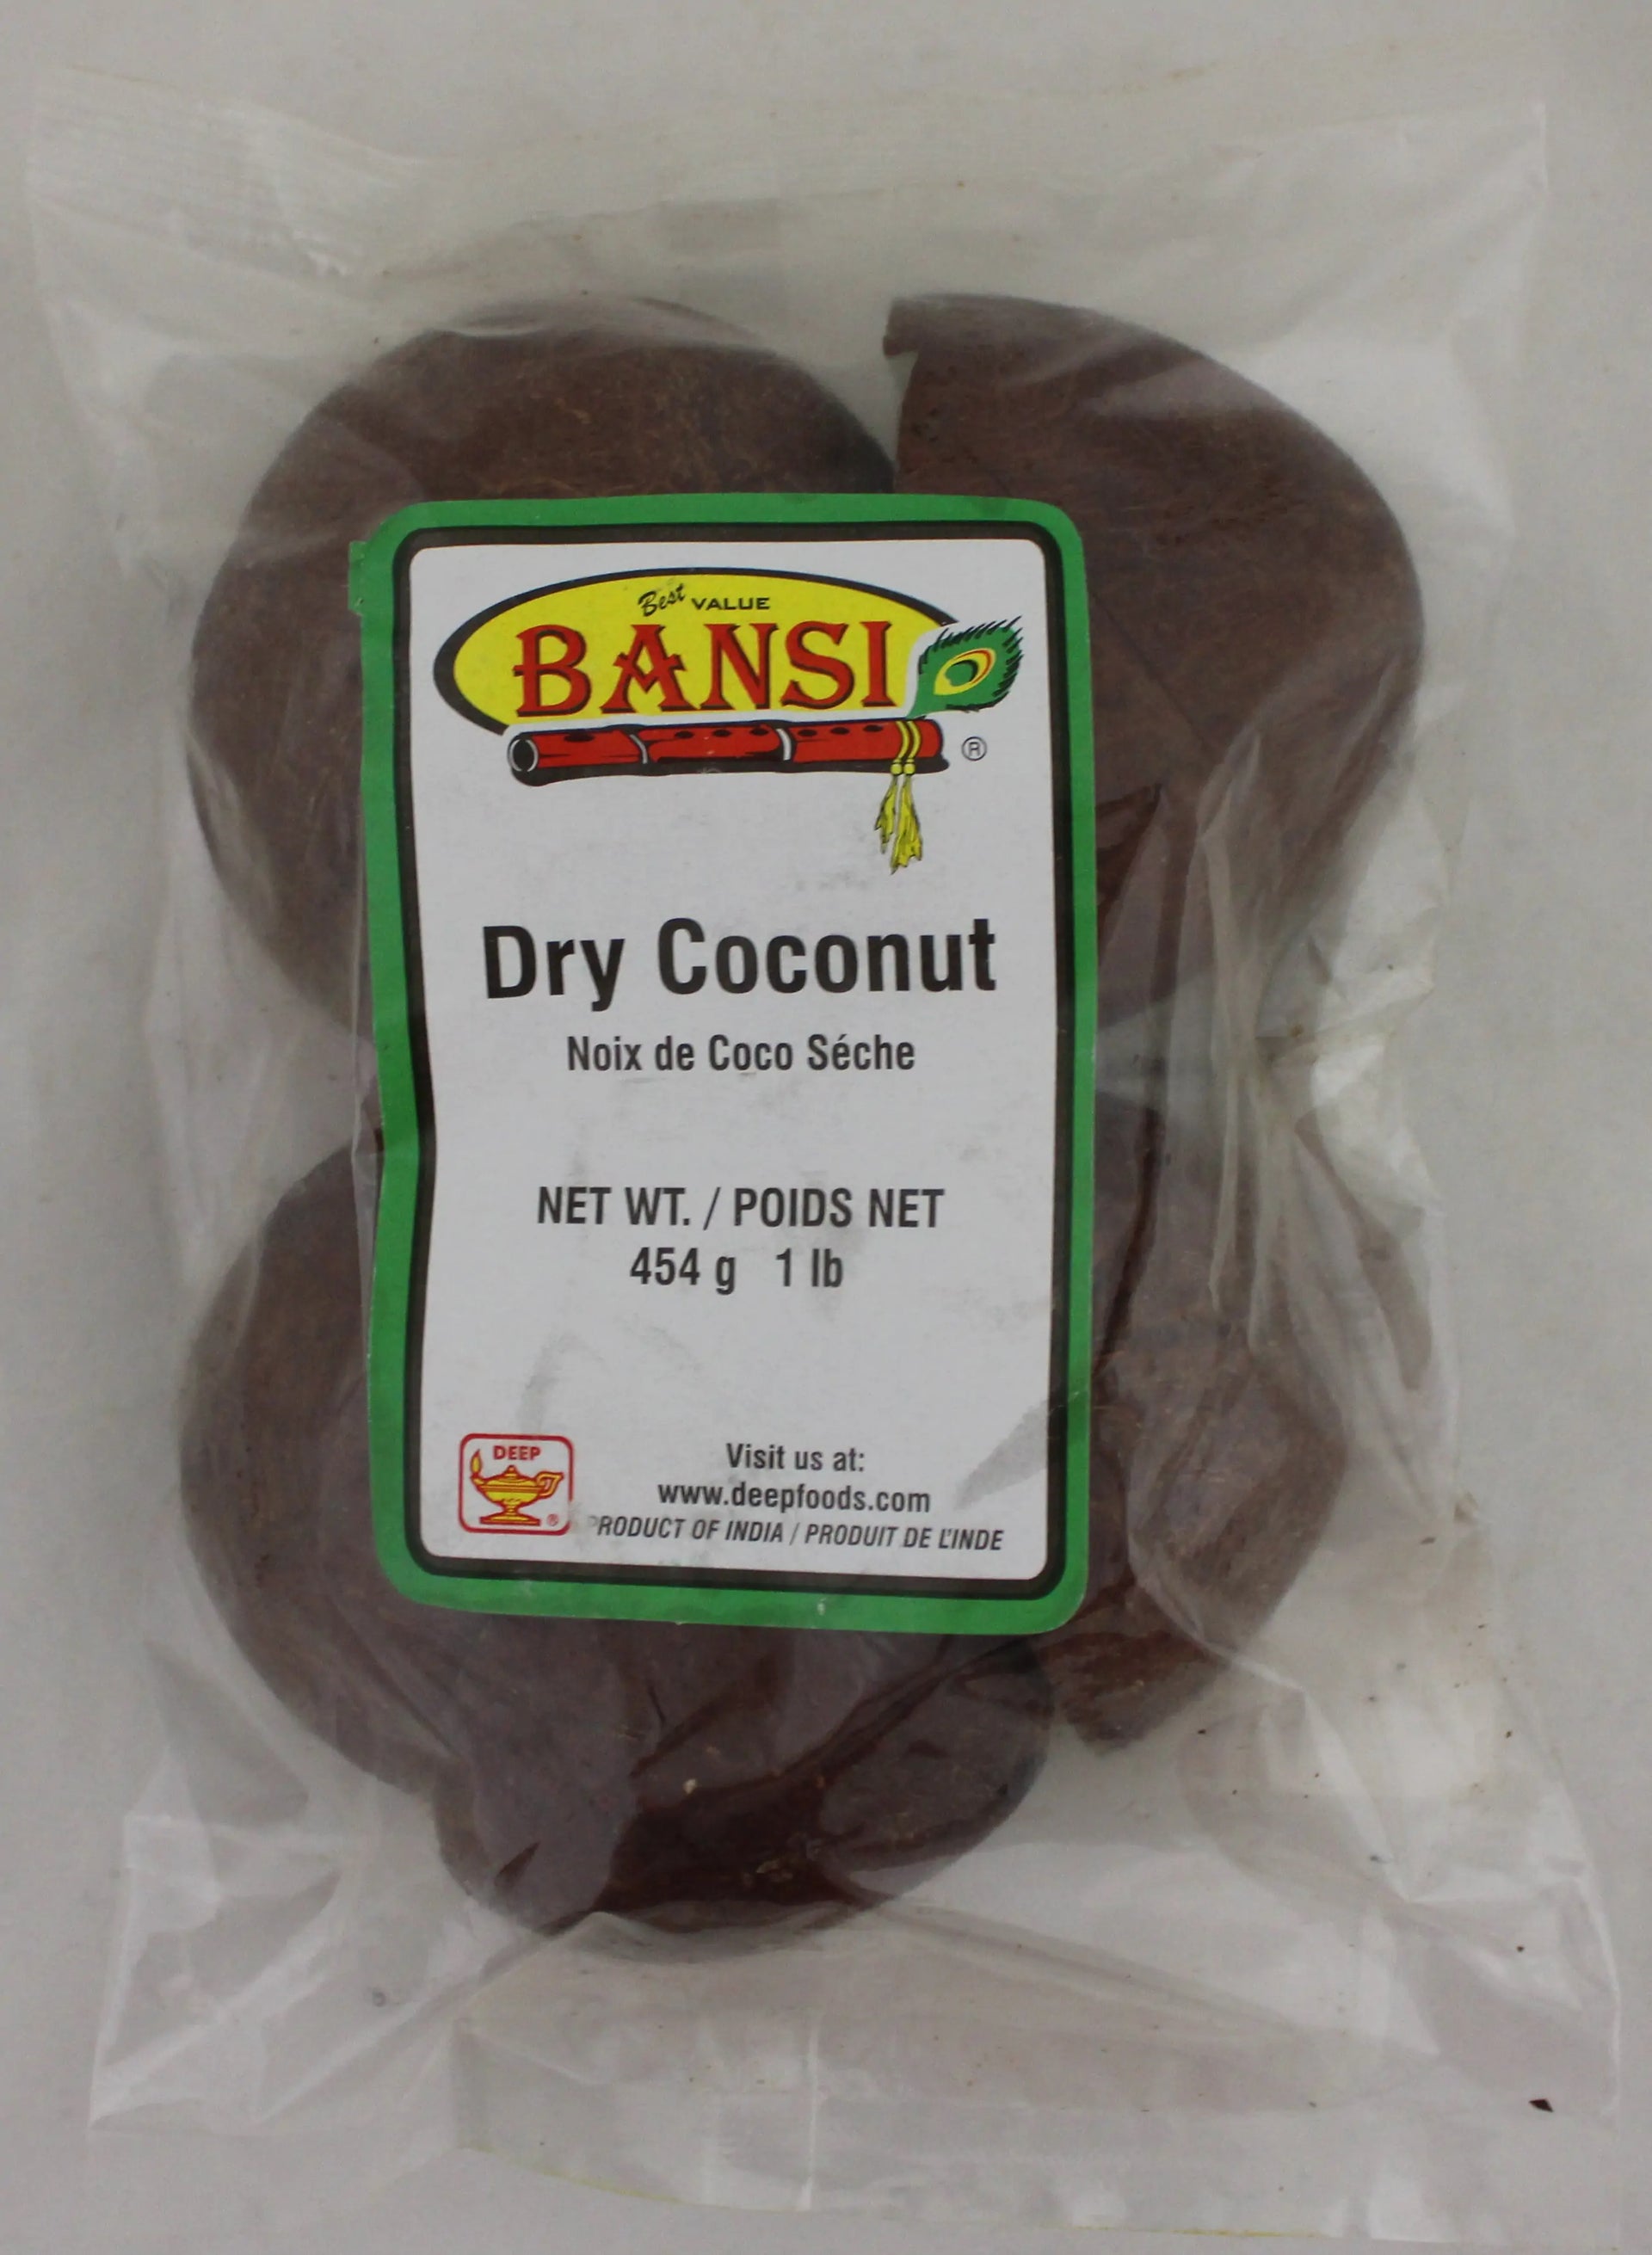 Best VALUE
BANSI
®
Dry Coconut
Noix de Coco Séche
NET WT. / POIDS NET
454 g 1 lb
DEEP
®
Visit us at:
www.deepfoods.com
PRODUCT OF INDIA / PRODUIT DE L'INDE